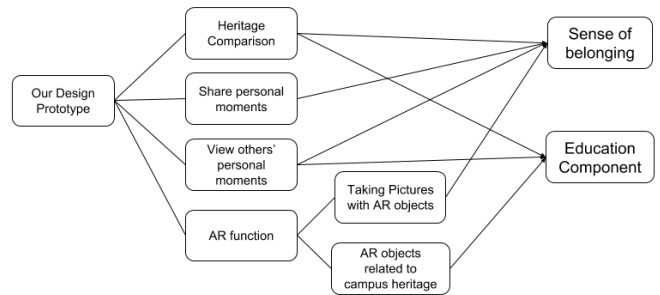 Our Design
Prototype
Heritage
Comparison
Share personal
moments
View others'
personal
moments
AR function
Taking Pictures
with AR objects
AR objects
related to
campus heritage
Sense of
belonging
Education
Component